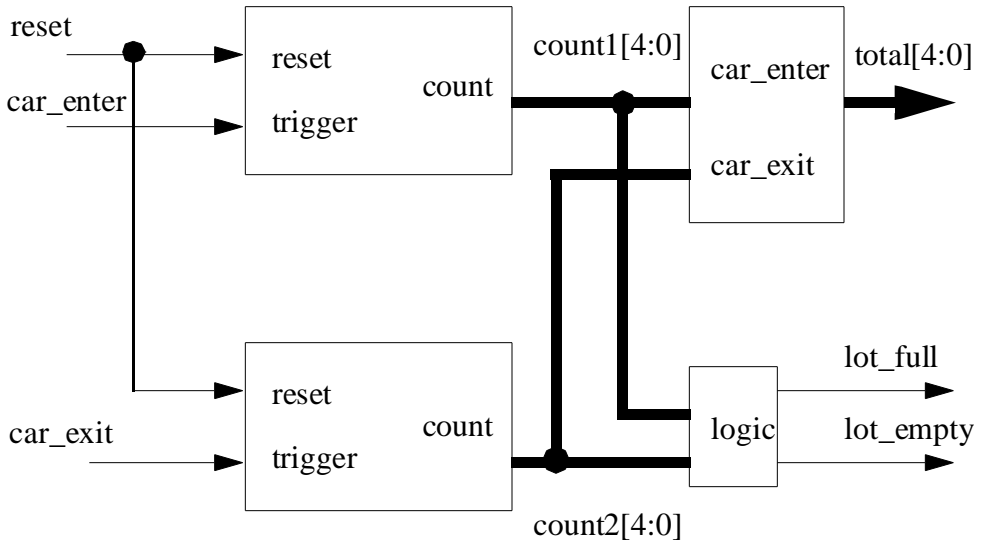 reset
car_enter
reset
trigger
count
count1[4:0]
car_enter
car_exit
total[4:0]
car_exit
reset
trigger
count
count2[4:0]
logic
lot_full
lot_empty